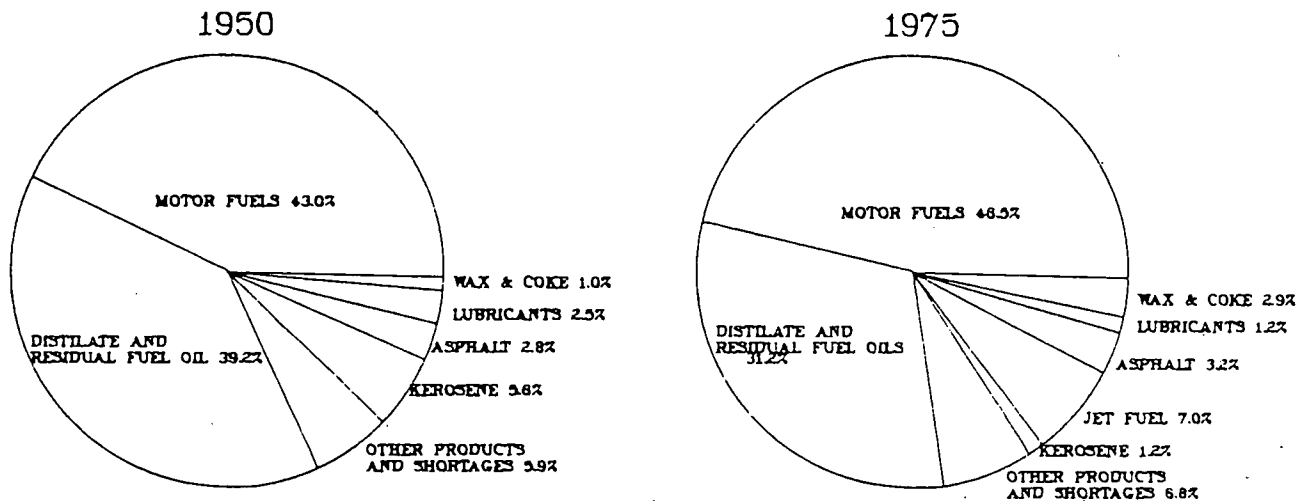 1950
MOTOR FUELS 43.0%
WAX & COKE 1.0%
LUBRICANTS 2.5%
ASPHALT 2.8%
KEROSENE 5.6%
OTHER PRODUCTS
AND SHORTAGES 5.9%
DISTILATE AND
RESIDUAL FUEL OIL 39.2%
1975
MOTOR FUELS 46.5%
WAX & COKE 2.9%
LUBRICANTS 1.2%
ASPHALT 3.2%
JET FUEL 7.0%
KEROSENE 1.2%
OTHER PRODUCTS
AND SHORTAGES 6.8%
DISTILATE AND
RESIDUAL FUEL OILS
31.2%